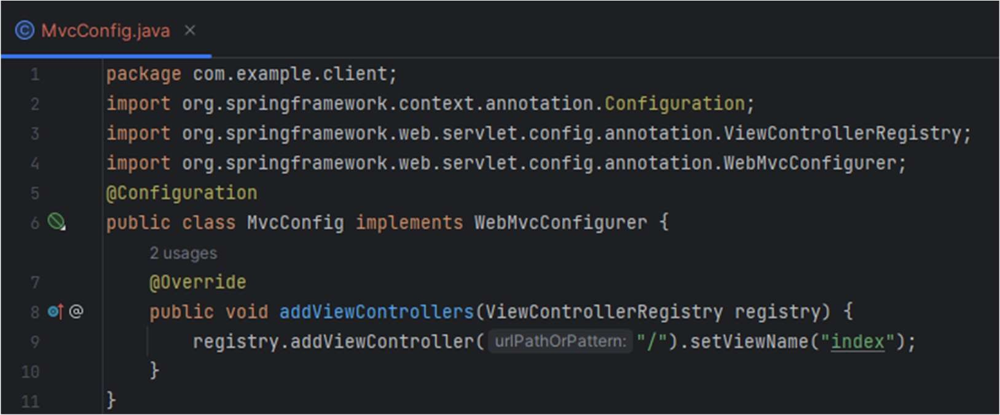 MvcConfig.java
1 package com.example.client;
2 import org.springframework.context.annotation.Configuration;
3 import org.springframework.web.servlet.config.annotation.ViewControllerRegistry;
4 import org.springframework.web.servlet.config.annotation.WebMvcConfigurer;
5 @Configuration
6 public class MvcConfig implements WebMvcConfigurer {
2 usages
7 @Override
8 @ public void addViewControllers(ViewControllerRegistry registry) {
9 registry.addViewController( urlPathOrPattern: "/").setViewName("index");
10 }
11 }